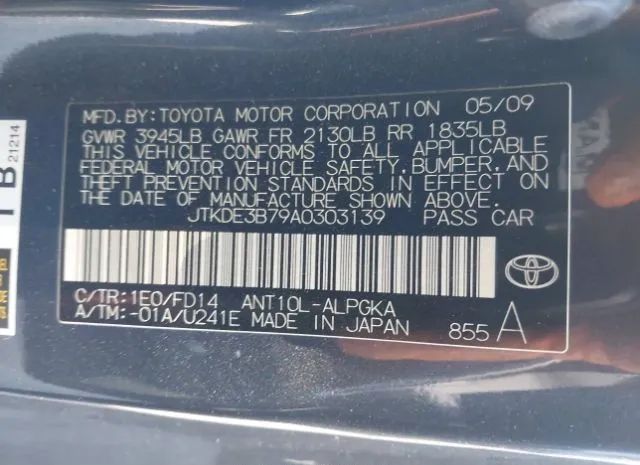 MFD.BY:TOYOTA MOTOR CORPORATION 05/09
GVWR 3945LB GAWR FR 2130LB RR 1835LB
THIS VEHICLE CONFORMS TO ALL APPLICABLE
FEDERAL MOTOR VEHICLE SAFETY, BUMPER, AND
THEFT PREVENTION STANDARDS IN EFFECT ON
THE DATE OF MANUFACTURE SHOWN ABOVE.
JTKDE3B79A0303139 PASS CAR
C/TR:1E0/FD14 ANT10L-ALPGKA
A/TM:-01A/U241E MADE IN JAPAN 855 A
1B
21214